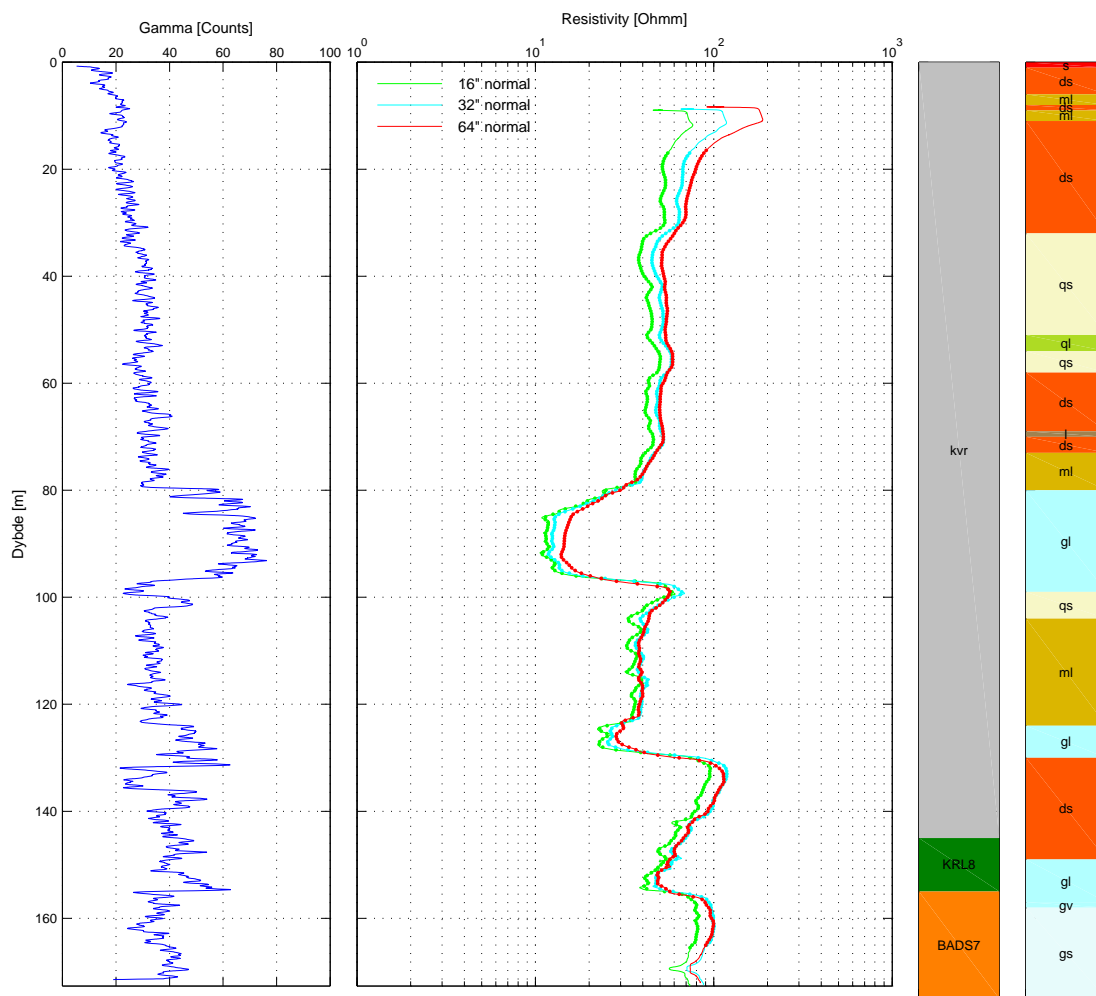 Gamma [Counts]
Resistivity [Ohmm]
0 20 40 60 80 100
10^0 10^1 10^2 10^3
16" normal
32" normal
64" normal
Dybde [m]
0
20
40
60
80
100
120
140
160
kvr
KRL8
BADS7
s
ds
ml
ds
ml
ds
qs
ql
qs
ds
l
ds
ml
gl
qs
ml
gl
ds
gl
gv
gs